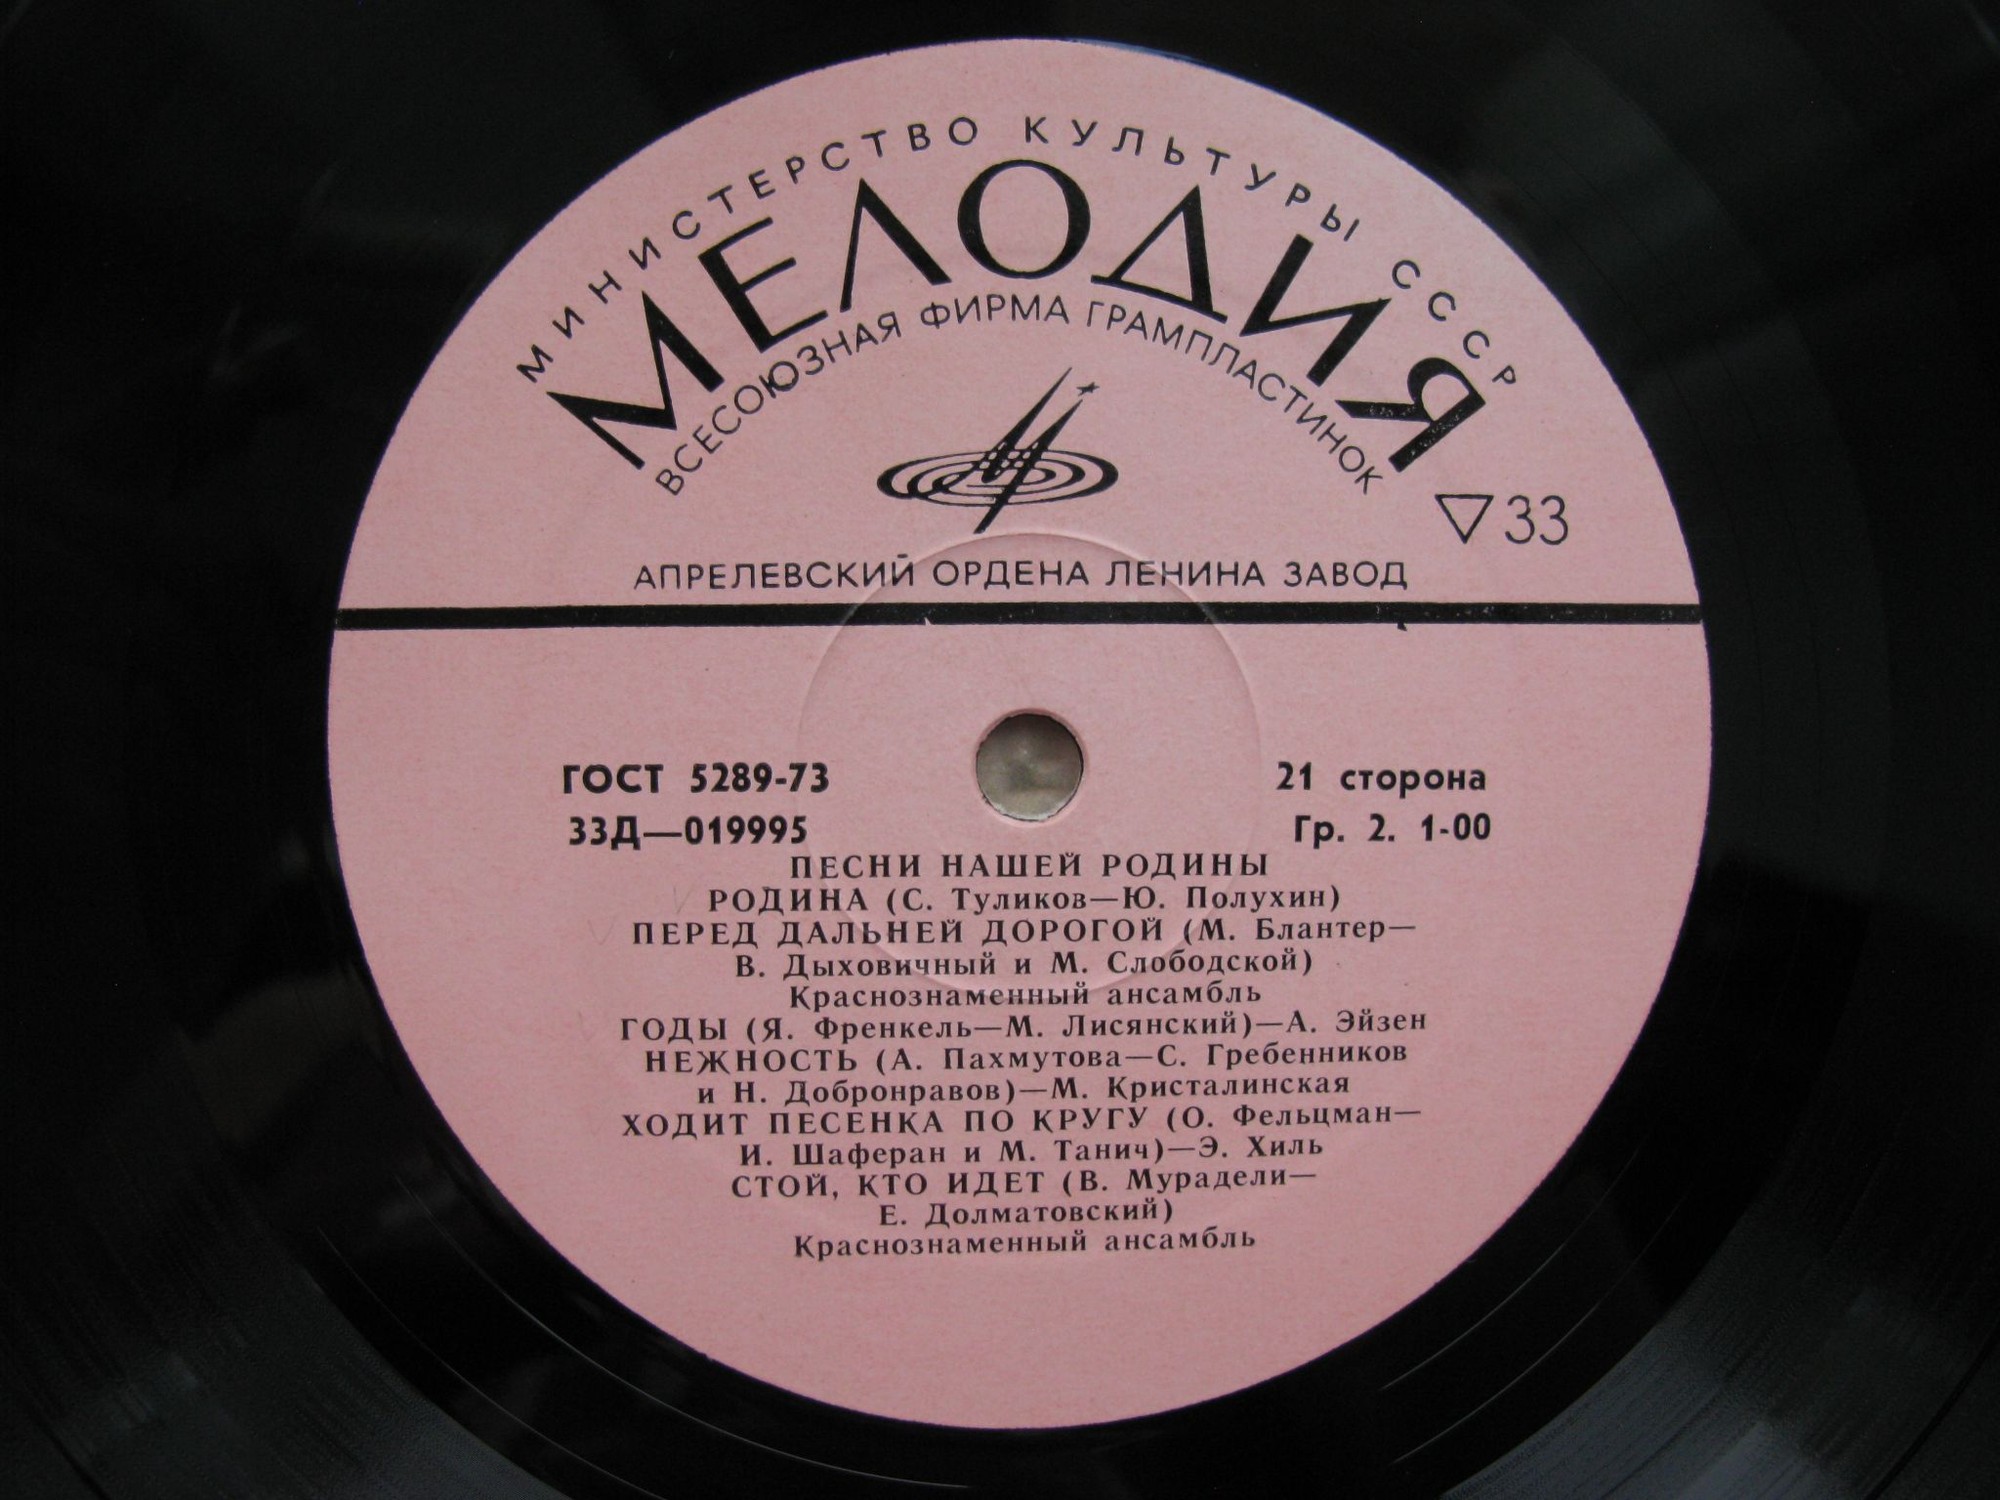 МИНИСТЕРСТВО КУЛЬТУРЫ СССР
МЕЛОДИЯ
ВСЕСОЮЗНАЯ ФИРМА ГРАМПЛАСТИНОК
33
АПРЕЛЕВСКИЙ ОРДЕНА ЛЕНИНА ЗАВОД
ГОСТ 5289-73
21 сторона
33Д—019995
Гр. 2. 1-00
ПЕСНИ НАШЕЙ РОДИНЫ
РОДИНА (С. Туликов—Ю. Полухин)
ПЕРЕД ДАЛЬНЕЙ ДОРОГОЙ (М. Блантер—
В. Дыховичный и М. Слободской)
Краснознаменный ансамбль
ГОДЫ (Я. Френкель—М. Лисянский)—А. Эйзен
НЕЖНОСТЬ (А. Пахмутова—С. Гребенников
и Н. Добронравов)—М. Кристалинская
ХОДИТ ПЕСЕНКА ПО КРУГУ (О. Фельцман—
И. Шаферан и М. Танич)—Э. Хиль
СТОЙ, КТО ИДЕТ (В. Мурадели—
Е. Долматовский)
Краснознаменный ансамбль